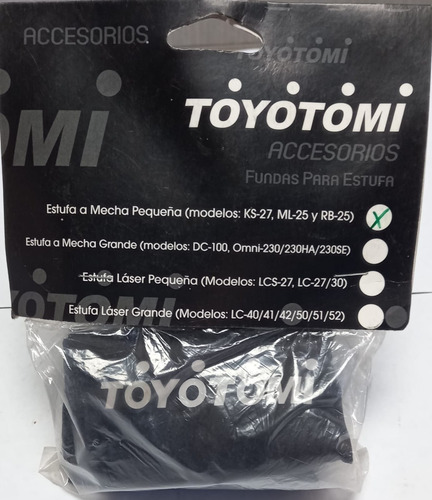 ACCESORIOS
TOYOTOMI
OMI
TOYOTOMI
ACCESORIOS
FUNDAS PARA ESTUFA
Estufa a Mecha Pequeña (modelos: KS-27, ML-25 y RB-25)
X
Estufa a Mecha Grande (modelos: DC-100, Omni-230/230HA/230SE)
Estufa Láser Pequeña (Modelos: LCS-27, LC-27/30)
Estufa Láser Grande (Modelos: LC-40/41/42/50/51/52)
TOYOTOMI
TOYOTOMI